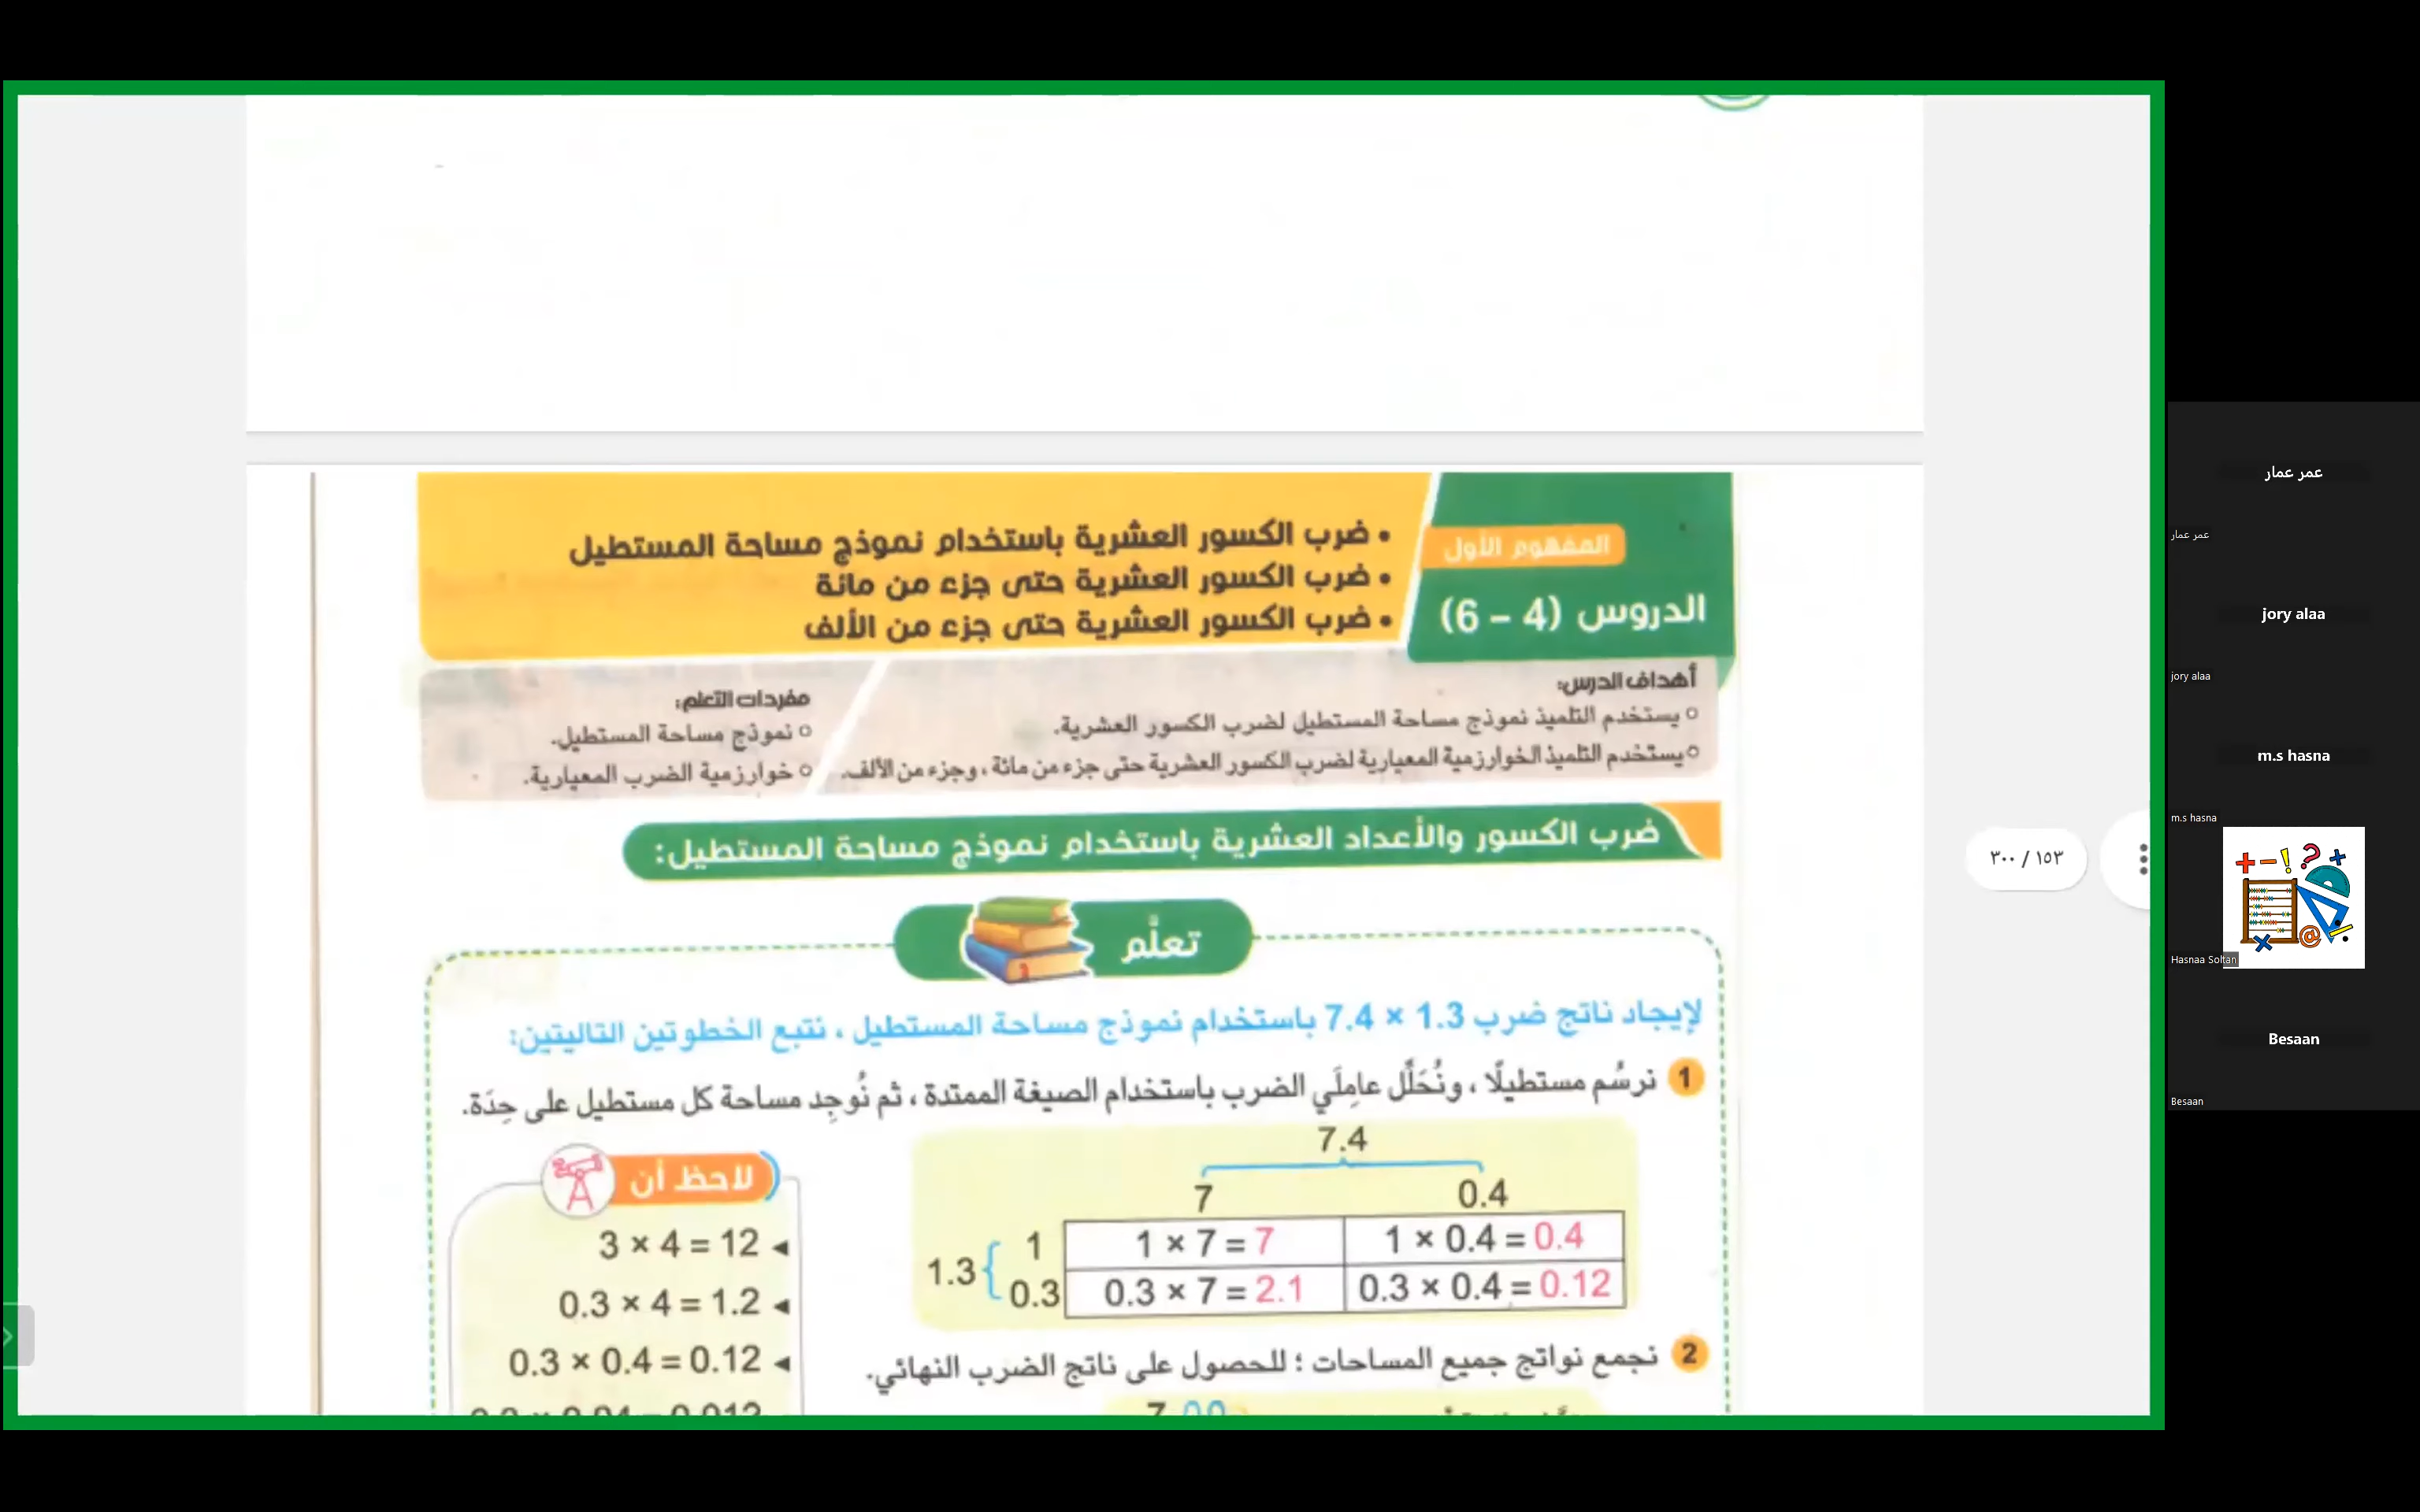 المفهوم الأول
الدروس (4 – 6)
• ضرب الكسور العشرية باستخدام نموذج مساحة المستطيل
• ضرب الكسور العشرية حتى جزء من مائة
• ضرب الكسور العشرية حتى جزء من الألف
أهداف الدرس:
○ يستخدم التلميذ نموذج مساحة المستطيل لضرب الكسور العشرية.
○ يستخدم التلميذ الخوارزمية المعيارية لضرب الكسور العشرية حتى جزء من مائة ، وجزء من الألف.
مفردات التعلم:
○ نموذج مساحة المستطيل.
○ خوارزمية الضرب المعيارية.
ضرب الكسور والأعداد العشرية باستخدام نموذج مساحة المستطيل:
تعلَّم
لإيجاد ناتج ضرب 1.3 × 7.4 باستخدام نموذج مساحة المستطيل ، نتبع الخطوتين التاليتين:
1 نرسُم مستطيلًا ، ونُحَلِّل عامِلَي الضرب باستخدام الصيغة الممتدة ، ثم نُوجِد مساحة كل مستطيل على حِدَة.
7.4
7 0.4
1.3 { 1 0.3
1 × 7 = 7 1 × 0.4 = 0.4
0.3 × 7 = 2.1 0.3 × 0.4 = 0.12
لاحظ أن
3 × 4 = 12 ◄
0.3 × 4 = 1.2 ◄
0.3 × 0.4 = 0.12 ◄
2 نجمع نواتج جميع المساحات ؛ للحصول على ناتج الضرب النهائي.
١٥٣ / ٣٠٠
عمر عمار
عمر عمار
jory alaa
jory alaa
m.s hasna
m.s hasna
Hasnaa Soltan
Besaan
Besaan